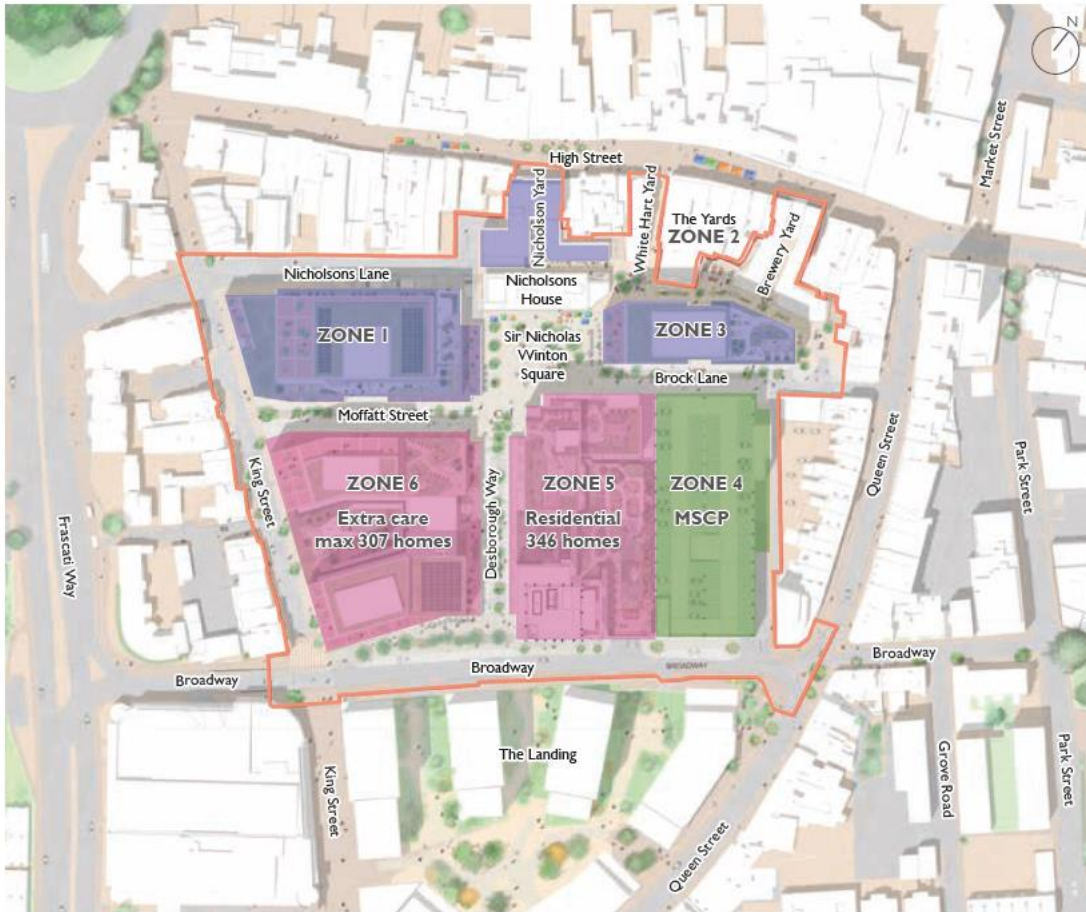 N
High Street
Market Street
Nicholson Yard
White Hart Yard
The Yards
ZONE 2
Brewery Yard
Nicholsons Lane
Nicholsons
House
ZONE 1
Sir Nicholas
Winton
Square
ZONE 3
Brock Lane
Moffatt Street
King Street
Frascati Way
ZONE 6
Extra care
max 307 homes
Desborough Way
ZONE 5
Residential
346 homes
ZONE 4
MSCP
Queen Street
Park Street
Broadway
Broadway
BROADWAY
Broadway
The Landing
King Street
Queen Street
Grove Road
Park Street